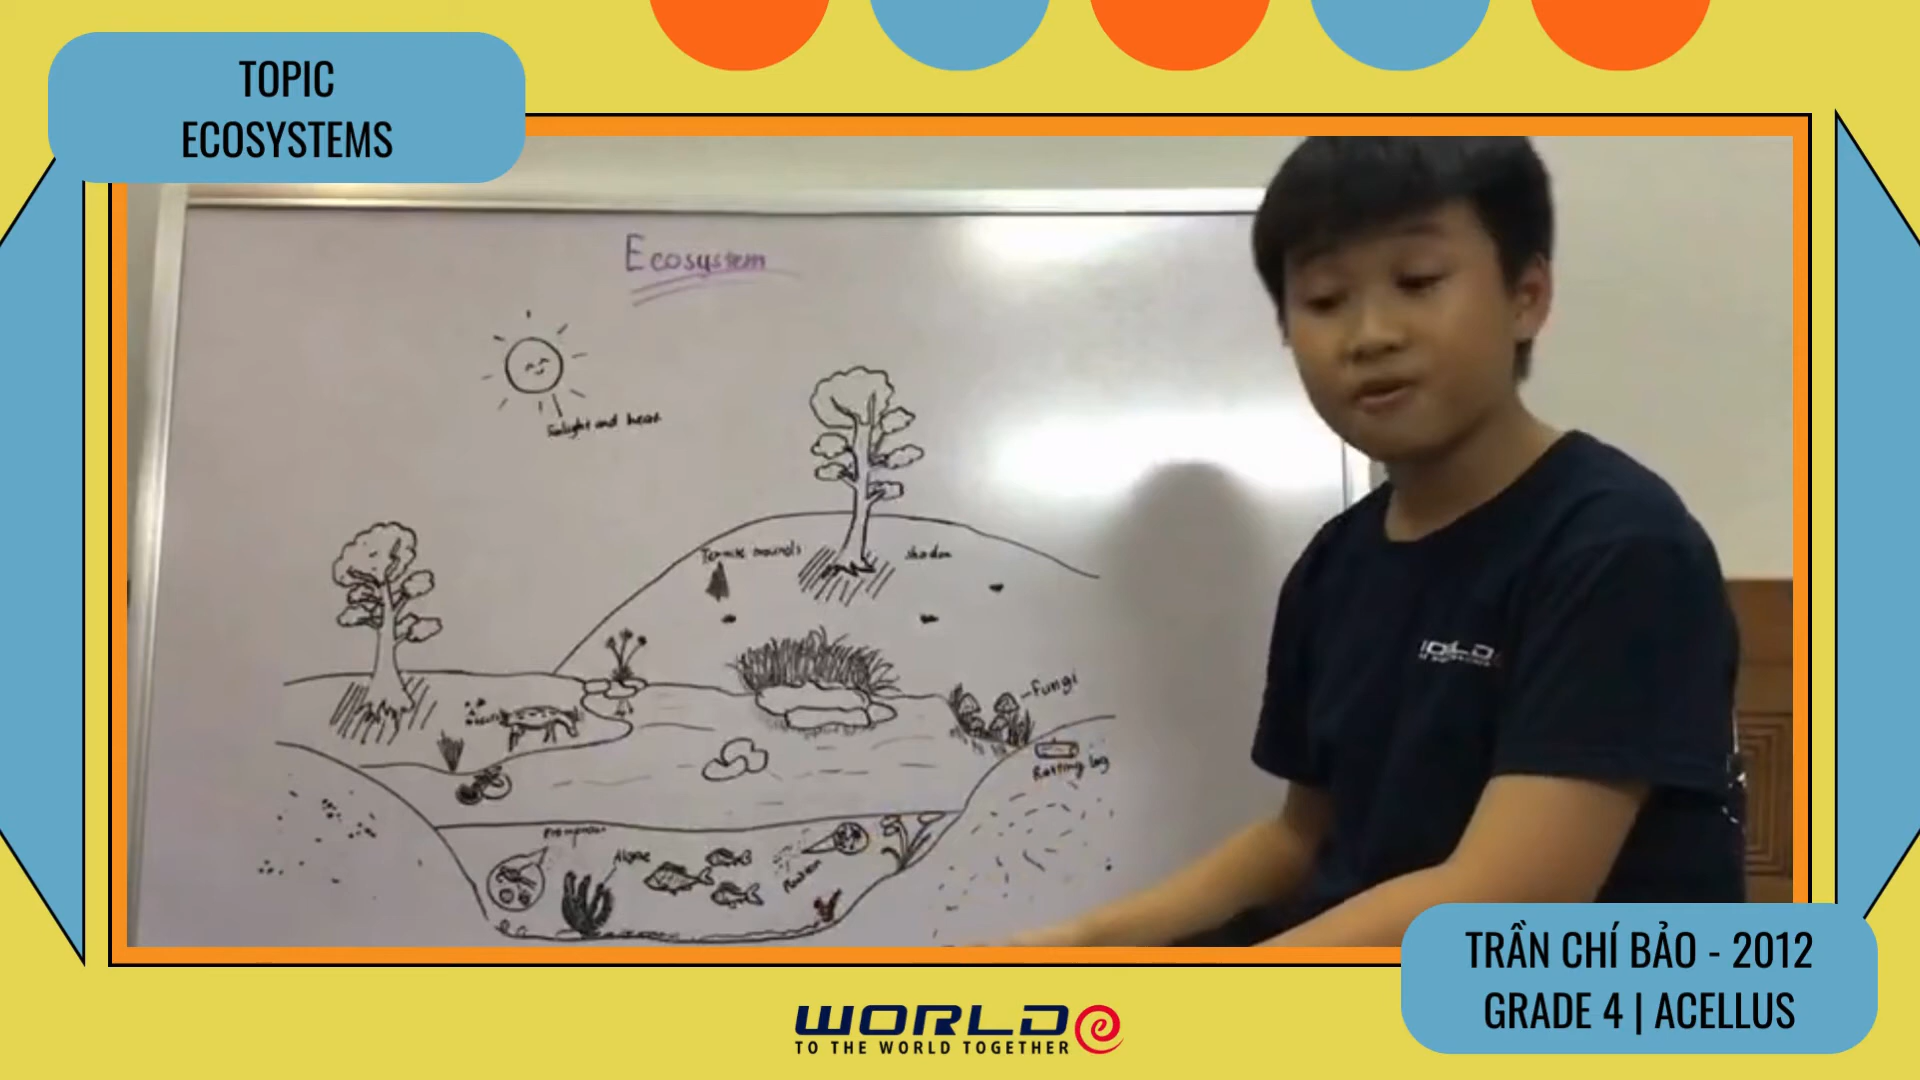 TOPIC
ECOSYSTEMS
Ecosystem
Sunlight and heat
Termite mounds
shadow
-Fungi
Rotting log
Algae
WORLD
TRẦN CHÍ BẢO - 2012
GRADE 4 | ACELLUS
WORLD e
TO THE WORLD TOGETHER